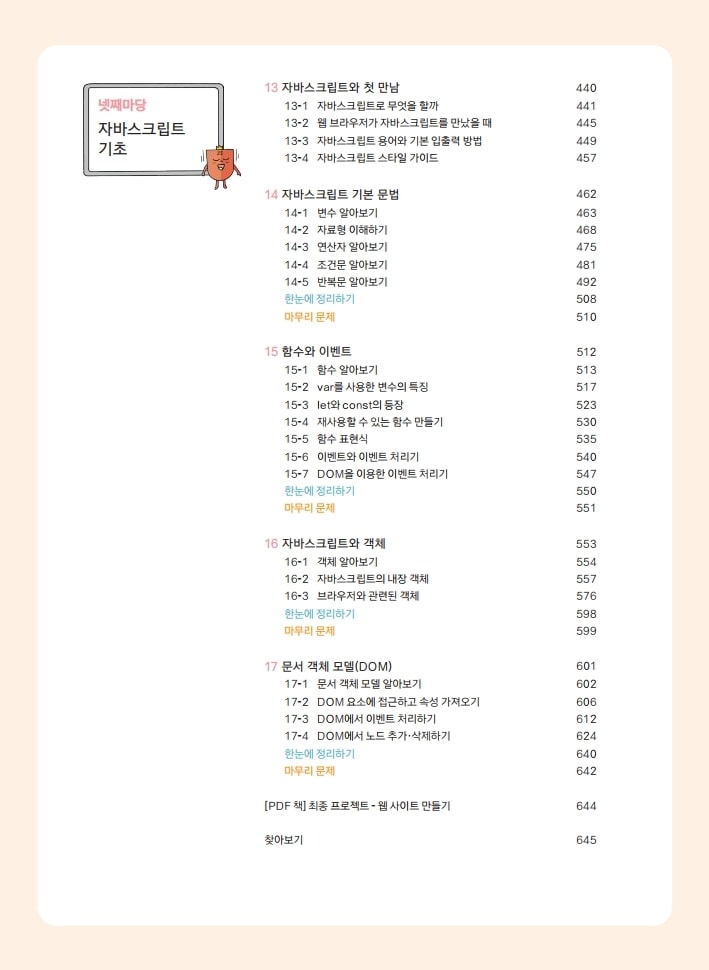 넷째마당
자바스크립트
기초
13 자바스크립트와 첫 만남 440
13-1 자바스크립트로 무엇을 할까 441
13-2 웹 브라우저가 자바스크립트를 만났을 때 445
13-3 자바스크립트 용어와 기본 입출력 방법 449
13-4 자바스크립트 스타일 가이드 457
14 자바스크립트 기본 문법 462
14-1 변수 알아보기 463
14-2 자료형 이해하기 468
14-3 연산자 알아보기 475
14-4 조건문 알아보기 481
14-5 반복문 알아보기 492
한눈에 정리하기 508
마무리 문제 510
15 함수와 이벤트 512
15-1 함수 알아보기 513
15-2 var를 사용한 변수의 특징 517
15-3 let와 const의 등장 523
15-4 재사용할 수 있는 함수 만들기 530
15-5 함수 표현식 535
15-6 이벤트와 이벤트 처리기 540
15-7 DOM을 이용한 이벤트 처리기 547
한눈에 정리하기 550
마무리 문제 551
16 자바스크립트와 객체 553
16-1 객체 알아보기 554
16-2 자바스크립트의 내장 객체 557
16-3 브라우저와 관련된 객체 576
한눈에 정리하기 598
마무리 문제 599
17 문서 객체 모델(DOM) 601
17-1 문서 객체 모델 알아보기 602
17-2 DOM 요소에 접근하고 속성 가져오기 606
17-3 DOM에서 이벤트 처리하기 612
17-4 DOM에서 노드 추가·삭제하기 624
한눈에 정리하기 640
마무리 문제 642
[PDF 책] 최종 프로젝트 - 웹 사이트 만들기 644
찾아보기 645